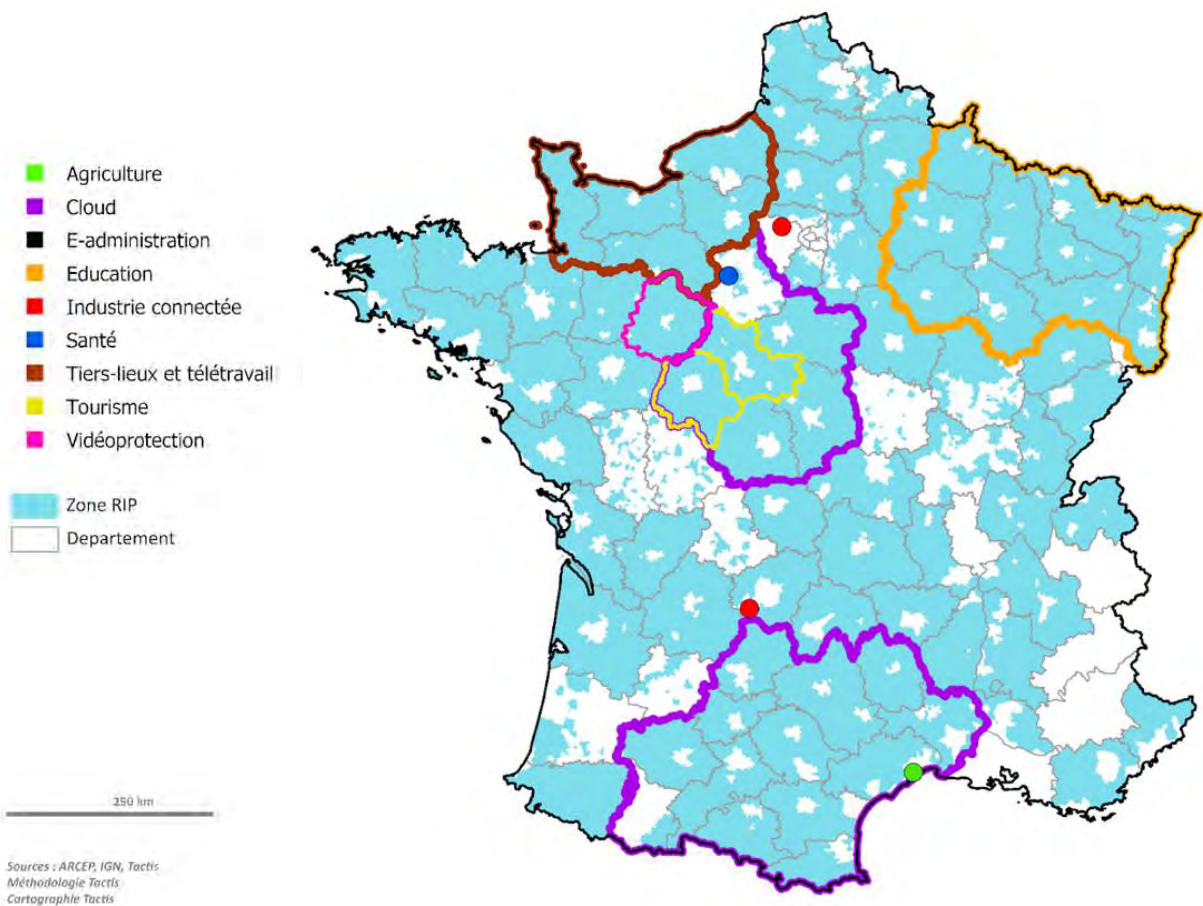 Agriculture
Cloud
E-administration
Education
Industrie connectée
Santé
Tiers-lieux et télétravail
Tourisme
Vidéoprotection
Zone RIP
Departement
250 km
Sources : ARCEP, IGN, Tactis
Méthodologie Tactis
Cartographie Tactis